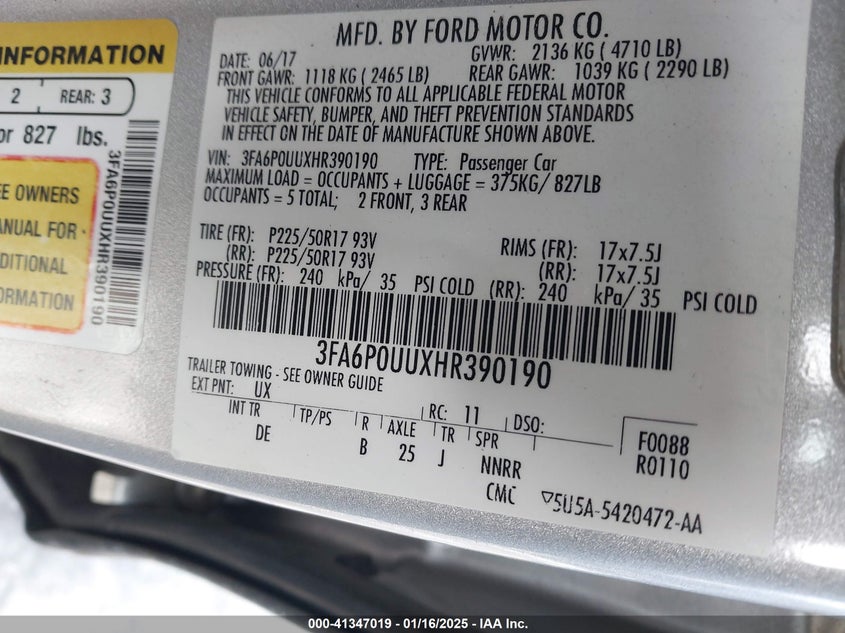 INFORMATION
2 REAR: 3
or 827 lbs.
EE OWNERS
MANUAL FOR
DDITIONAL
FORMATION
3FA6P0UUXHR390190
MFD. BY FORD MOTOR CO.
DATE: 06/17 GVWR: 2136 KG ( 4710 LB)
FRONT GAWR: 1118 KG ( 2465 LB) REAR GAWR: 1039 KG ( 2290 LB)
THIS VEHICLE CONFORMS TO ALL APPLICABLE FEDERAL MOTOR
VEHICLE SAFETY, BUMPER, AND THEFT PREVENTION STANDARDS
IN EFFECT ON THE DATE OF MANUFACTURE SHOWN ABOVE.
VIN: 3FA6P0UUXHR390190 TYPE: Passenger Car
MAXIMUM LOAD = OCCUPANTS + LUGGAGE = 375KG/ 827LB
OCCUPANTS = 5 TOTAL; 2 FRONT, 3 REAR
TIRE (FR): P225/50R17 93V RIMS (FR): 17x7.5J
(RR): P225/50R17 93V (RR): 17x7.5J
PRESSURE (FR): 240 kPa/ 35 PSI COLD (RR): 240 kPa/ 35 PSI COLD
3FA6P0UUXHR390190
TRAILER TOWING - SEE OWNER GUIDE
EXT PNT: UX RC: 11 DSO:
INT TR TP/PS R AXLE TR SPR F0088
DE B 25 J NNRR R0110
CMC ▽5U5A-5420472-AA
000-41347019 - 01/16/2025 - IAA Inc.